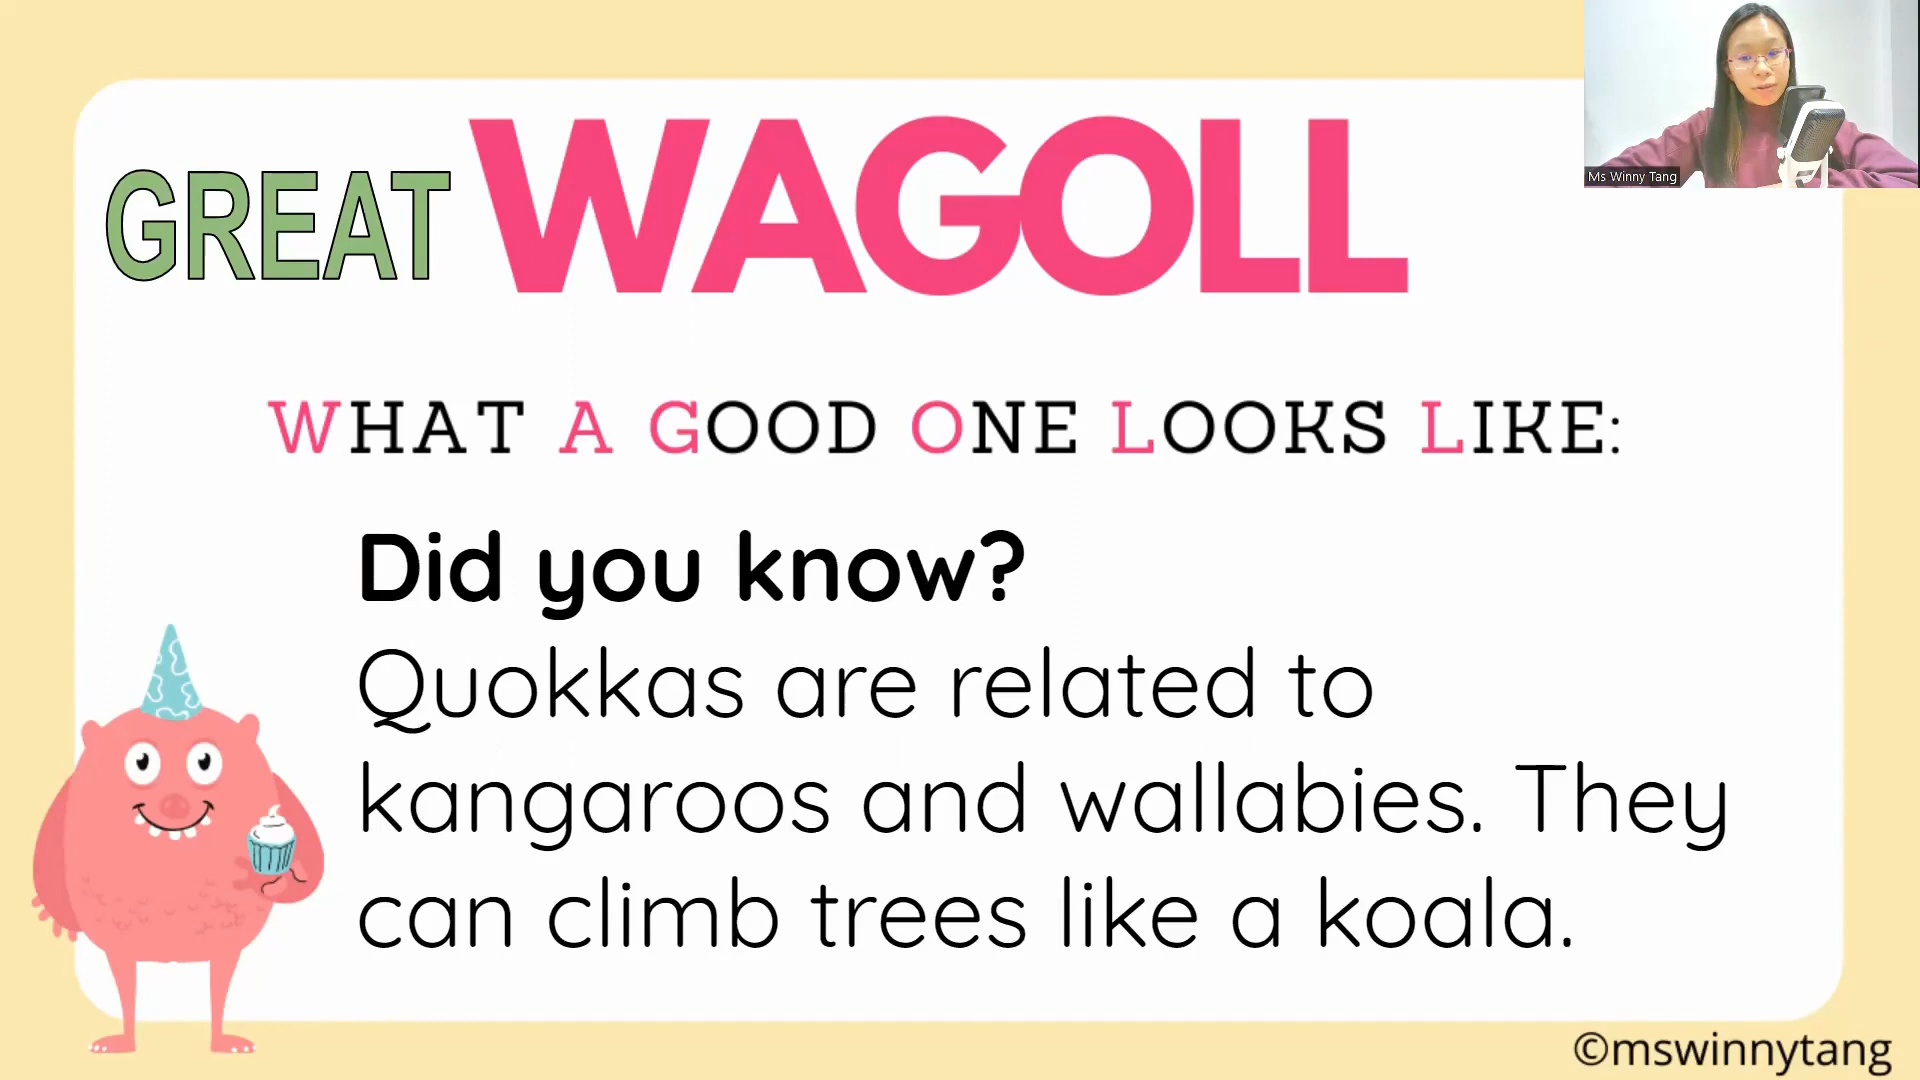 GREAT WAGOLL
Ms Winny Tang
WHAT A GOOD ONE LOOKS LIKE:
Did you know?
Quokkas are related to
kangaroos and wallabies. They
can climb trees like a koala.
©mswinnytang